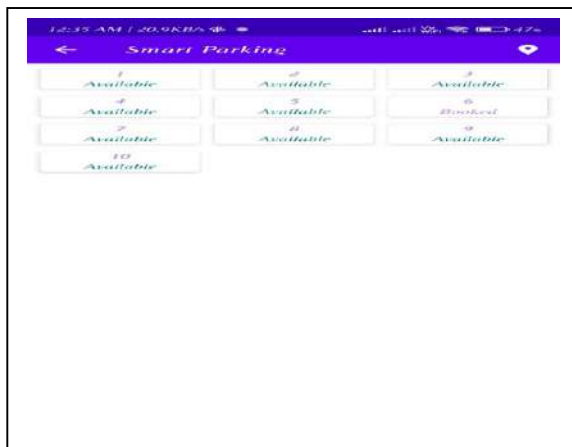 12:35 AM / 20.9KB/s 47%
Smart Parking
1 2 3
Available Available Available
4 5 6
Available Available Booked
7 8 9
Available Available Available
10
Available